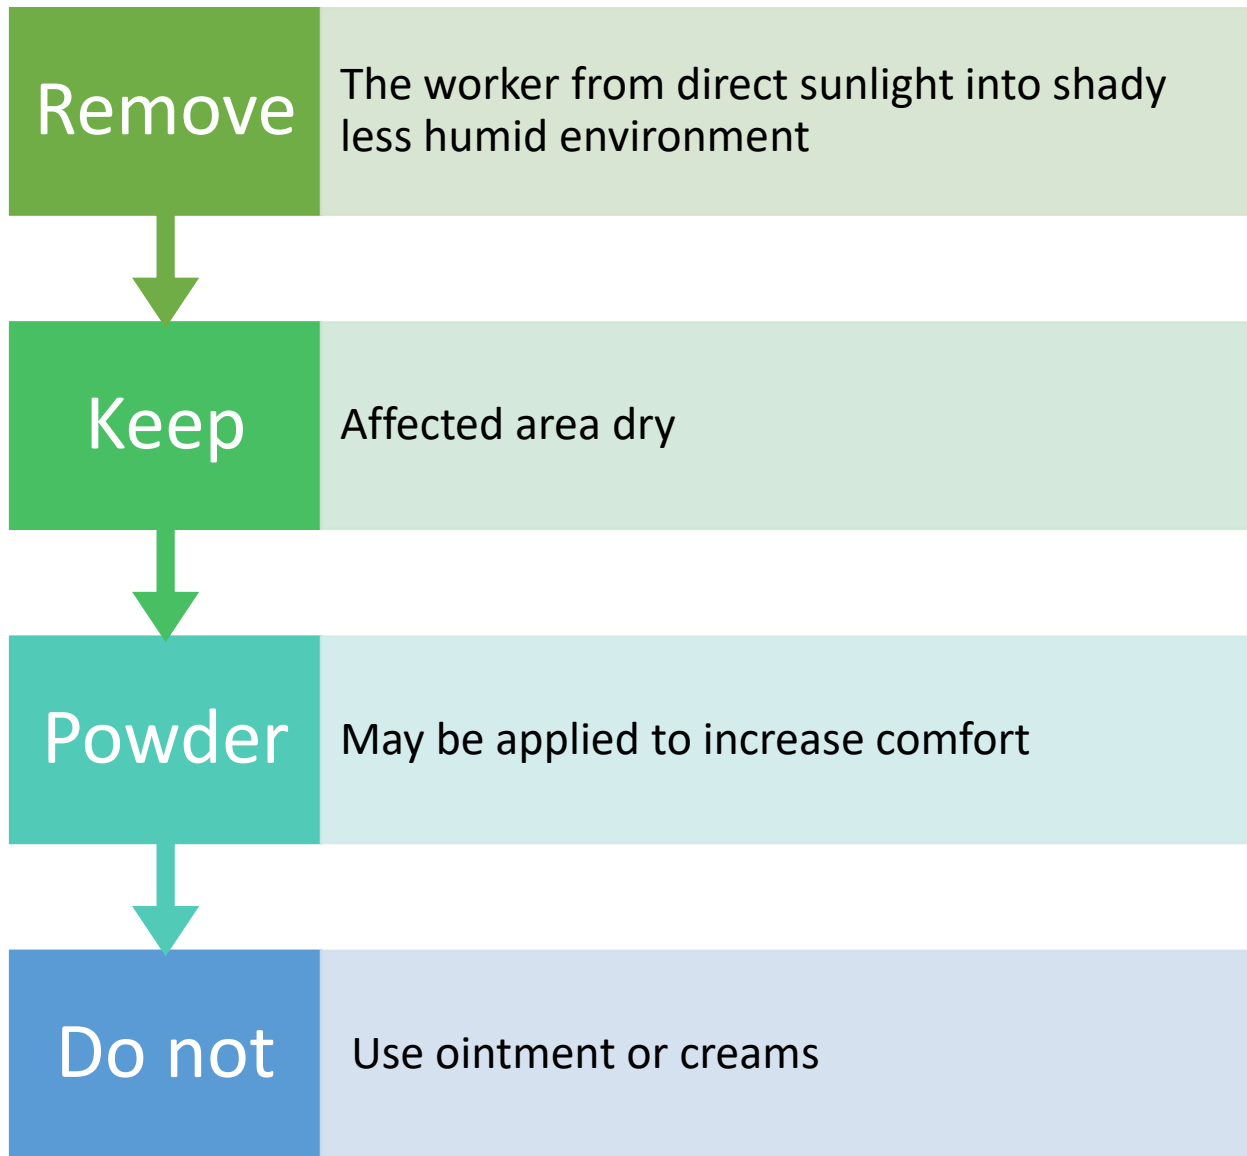 Remove
The worker from direct sunlight into shady
less humid environment
Keep
Affected area dry
Powder
May be applied to increase comfort
Do not
Use ointment or creams